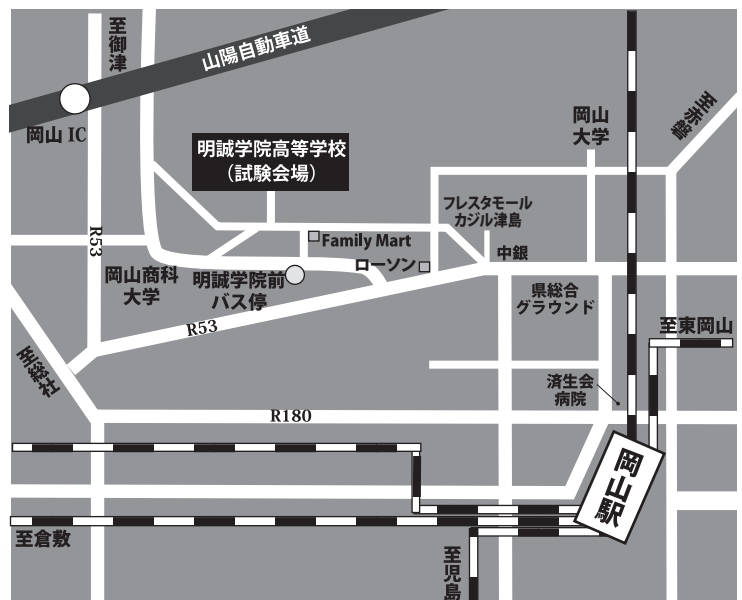 至御津
山陽自動車道
岡山 IC
岡山
大学
至赤磐
明誠学院高等学校
（試験会場）
フレスタモール
カジル津島
R53
Family Mart
中銀
ローソン
岡山商科
大学
明誠学院前
バス停
県総合
グラウンド
R53
至東岡山
至総社
済生会
病院
R180
岡山駅
至倉敷
至児島